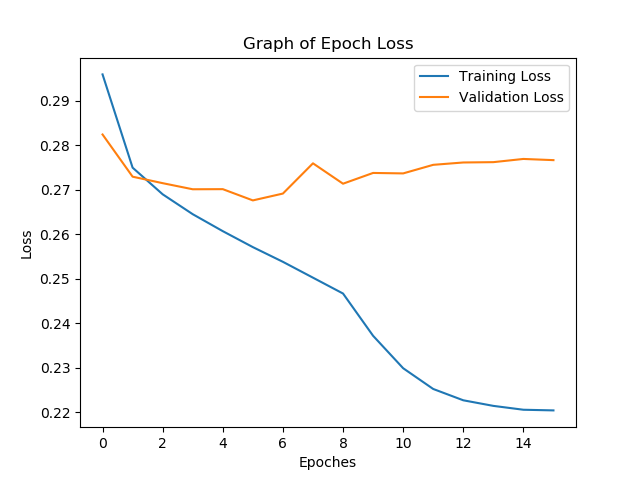 Graph of Epoch Loss
Training Loss
Validation Loss
0.29
0.28
0.27
0.26
0.25
0.24
0.23
0.22
Loss
0 2 4 6 8 10 12 14
Epoches